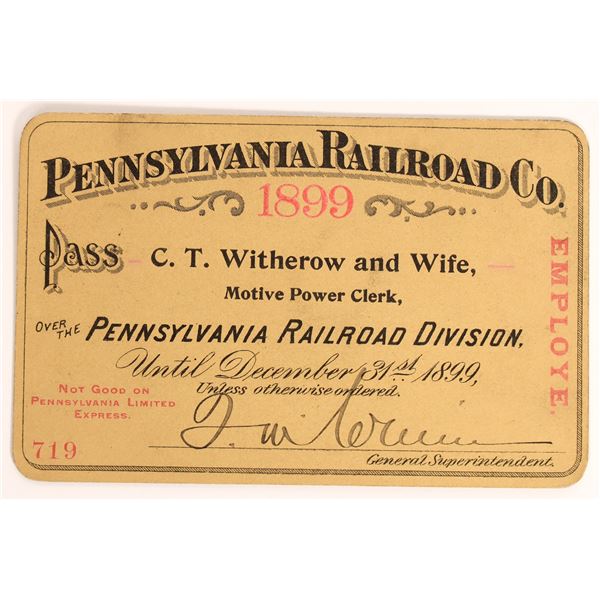 PENNSYLVANIA RAILROAD CO.
1899
Pass C. T. Witherow and Wife,
Motive Power Clerk,
OVER THE PENNSYLVANIA RAILROAD DIVISION,
Until December 31st 1899,
Unless otherwise ordered.
NOT GOOD ON
PENNSYLVANIA LIMITED
EXPRESS.
General Superintendent.
719
EMPLOYE.